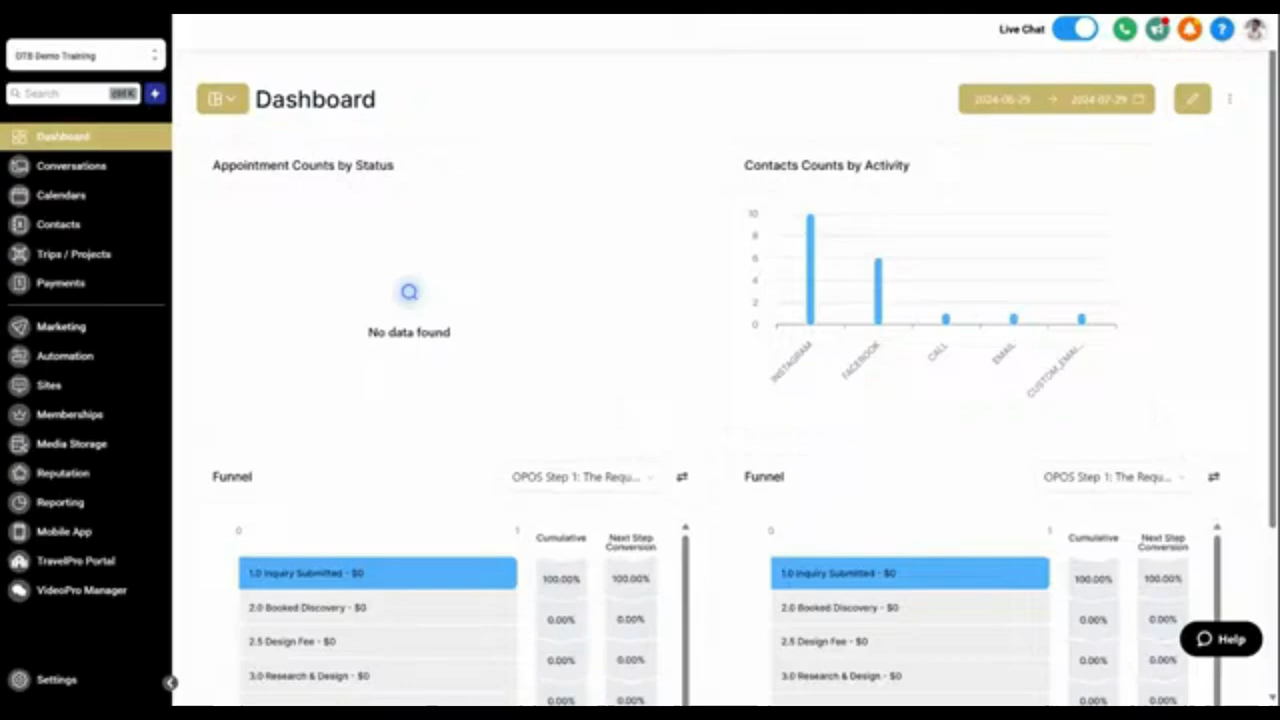 OTB Demo Training
Live Chat
Search
Dashboard
2024-06-29 → 2024-07-29
Dashboard
Conversations
Calendars
Contacts
Trips / Projects
Payments
Marketing
Automation
Sites
Memberships
Media Storage
Reputation
Reporting
Mobile App
TravelPro Portal
VideoPro Manager
Settings
Appointment Counts by Status
No data found
Contacts Counts by Activity
10
8
6
4
2
0
INSTAGRAM
FACEBOOK
CALL
EMAIL
CUSTOM_EMAI...
Funnel
OPOS Step 1: The Requ...
0
1
Cumulative
Next Step
Conversion
1.0 Inquiry Submitted - $0
100.00%
100.00%
2.0 Booked Discovery - $0
0.00%
0.00%
2.5 Design Fee - $0
0.00%
0.00%
3.0 Research & Design - $0
0.00%
0.00%
Funnel
OPOS Step 1: The Requ...
0
1
Cumulative
Next Step
Conversion
1.0 Inquiry Submitted - $0
100.00%
100.00%
2.0 Booked Discovery - $0
0.00%
0.00%
2.5 Design Fee - $0
0.00%
0.00%
3.0 Research & Design - $0
0.00%
0.00%
Help